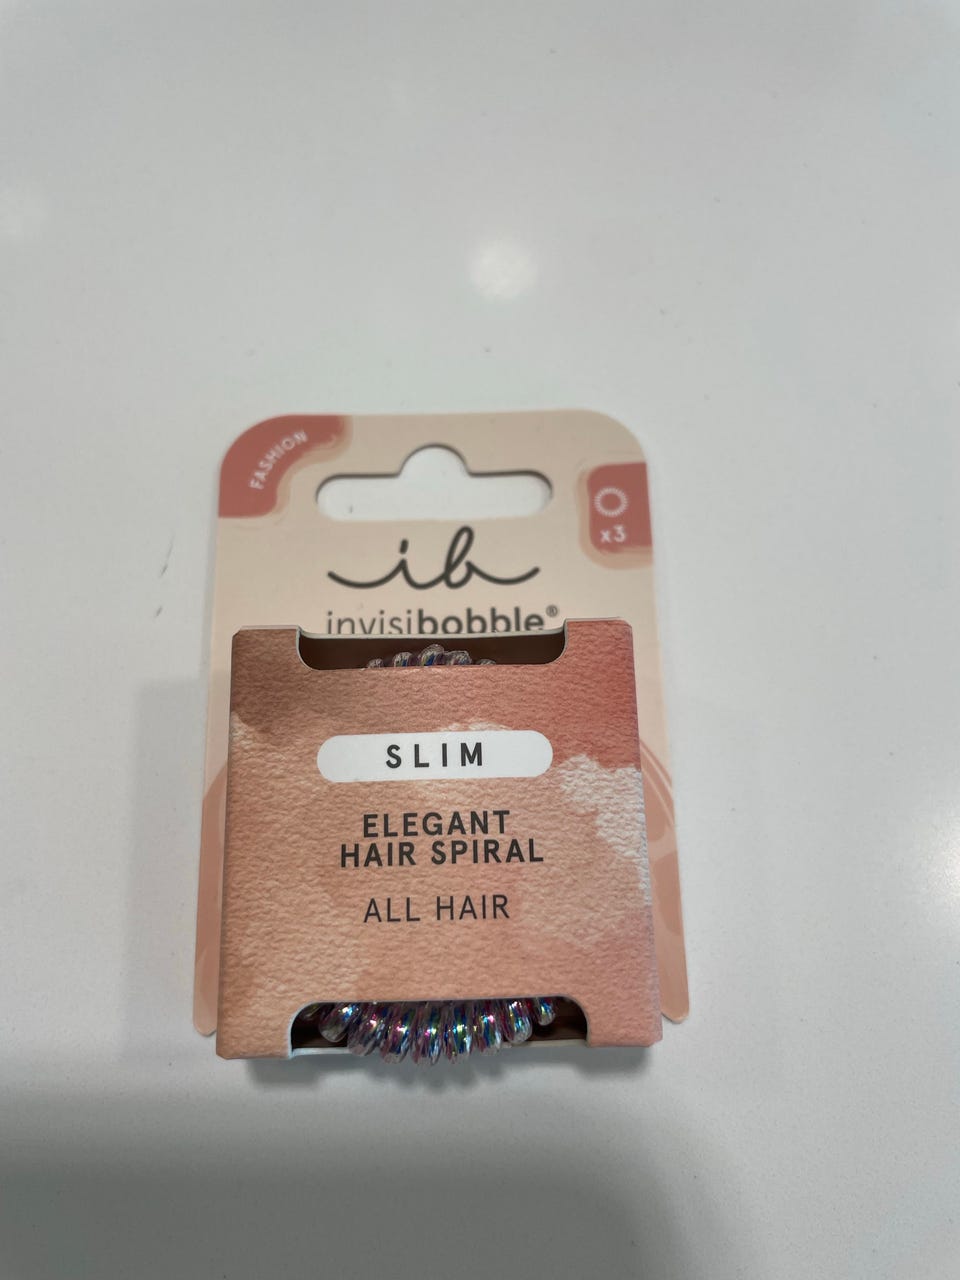 FASHION
x3
ib
invisibobble®
SLIM
ELEGANT
HAIR SPIRAL
ALL HAIR